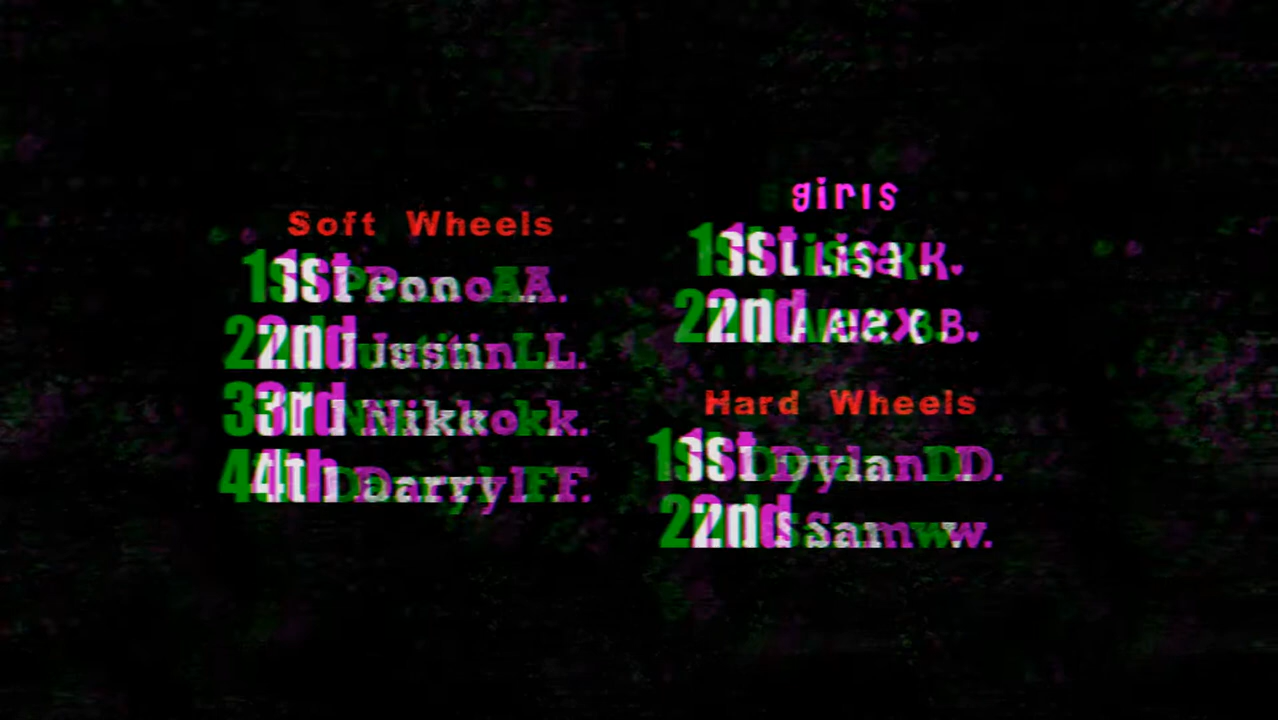 Soft Wheels
1st Pono A.
2nd Justin L.
3rd Nikko k.
4th Darryl F.
girls
1st Lisa K.
2nd Alex B.
Hard Wheels
1st Dylan D.
2nd Sam w.